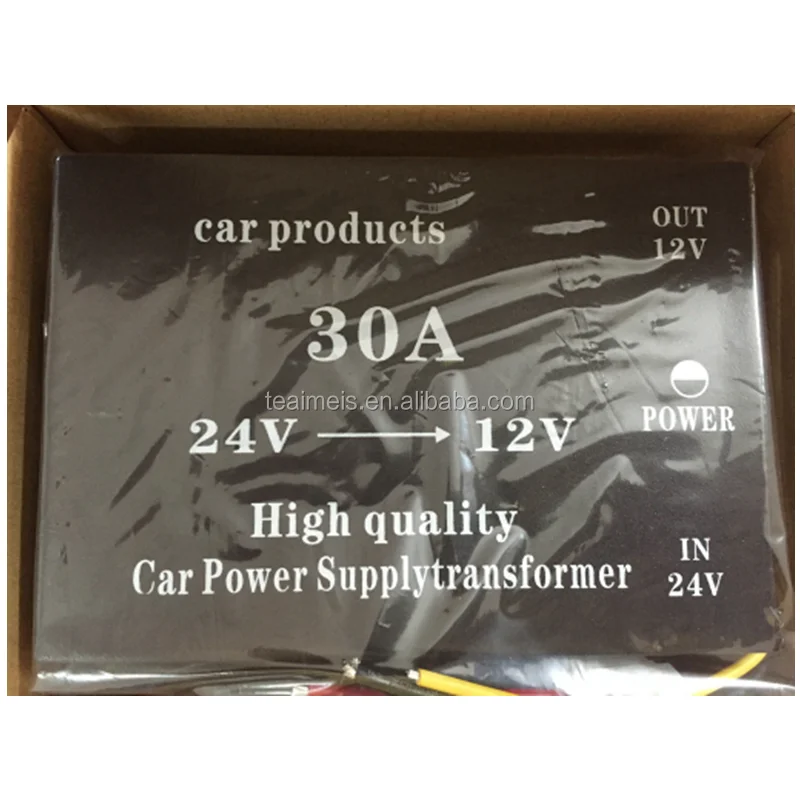 car products
OUT
12V
30A
teaimeis.en.alibaba.com
POWER
24V → 12V
High quality
Car Power Supplytransformer
IN
24V